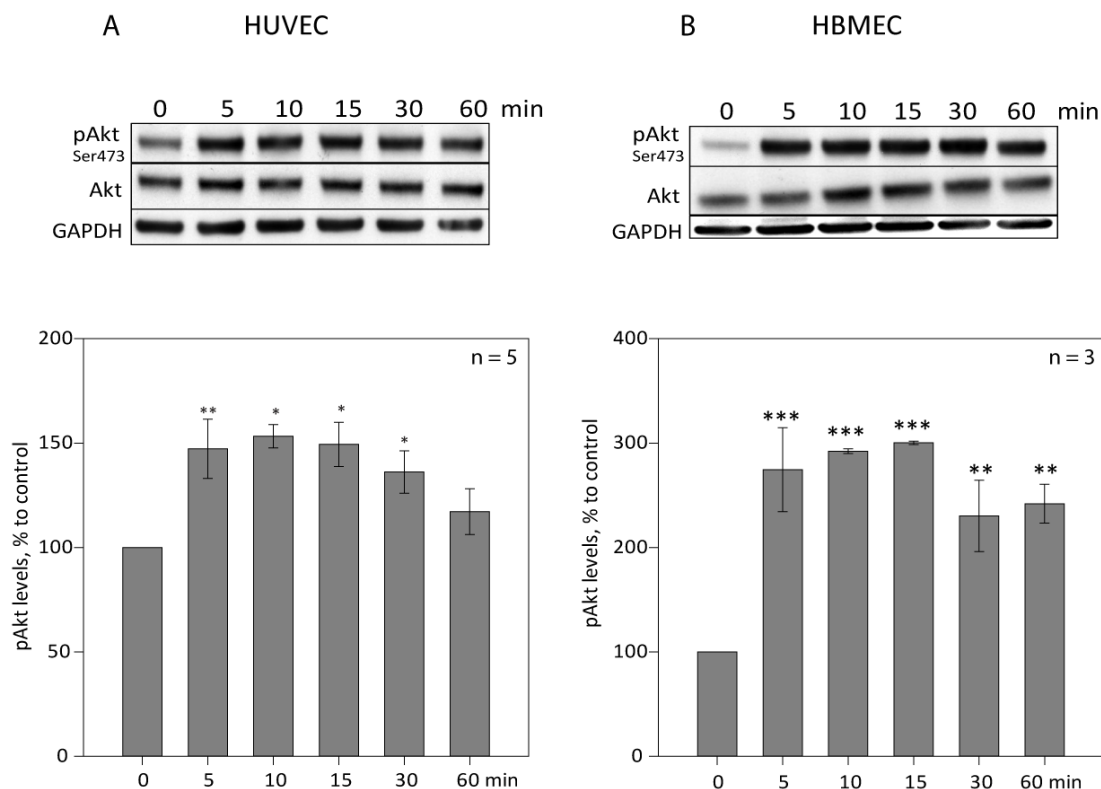 A HUVEC
0 5 10 15 30 60 min
pAkt
Ser473
Akt
GAPDH
200
150
100
50
0
pAkt levels, % to control
n = 5
** * * *
0 5 10 15 30 60 min
B HBMEC
0 5 10 15 30 60 min
pAkt
Ser473
Akt
GAPDH
400
300
200
100
0
pAkt levels, % to control
n = 3
*** *** *** ** **
0 5 10 15 30 60 min